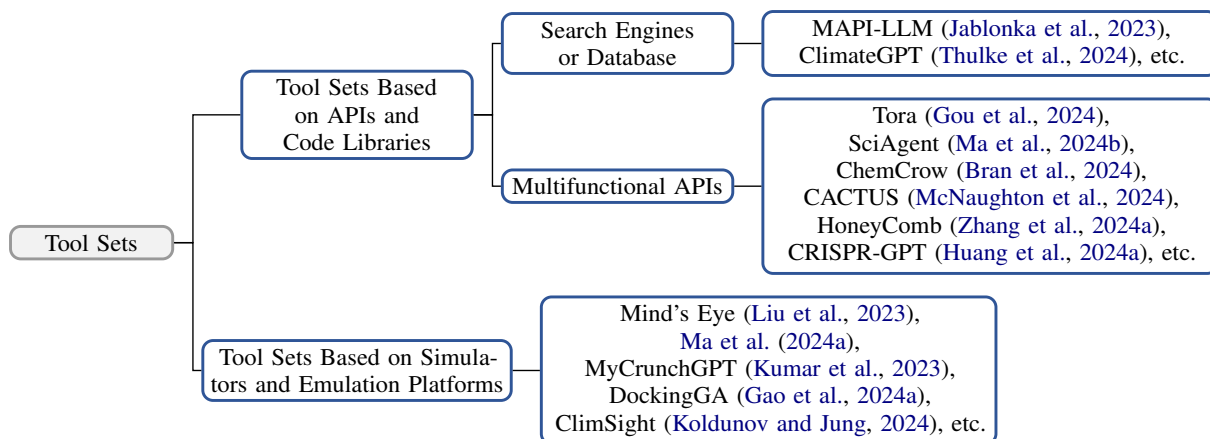 Search Engines
or Database
MAPI-LLM (Jablonka et al., 2023),
ClimateGPT (Thulke et al., 2024), etc.
Tool Sets Based
on APIs and
Code Libraries
Multifunctional APIs
Tora (Gou et al., 2024),
SciAgent (Ma et al., 2024b),
ChemCrow (Bran et al., 2024),
CACTUS (McNaughton et al., 2024),
HoneyComb (Zhang et al., 2024a),
CRISPR-GPT (Huang et al., 2024a), etc.
Tool Sets
Tool Sets Based on Simula-
tors and Emulation Platforms
Mind's Eye (Liu et al., 2023),
Ma et al. (2024a),
MyCrunchGPT (Kumar et al., 2023),
DockingGA (Gao et al., 2024a),
ClimSight (Koldunov and Jung, 2024), etc.